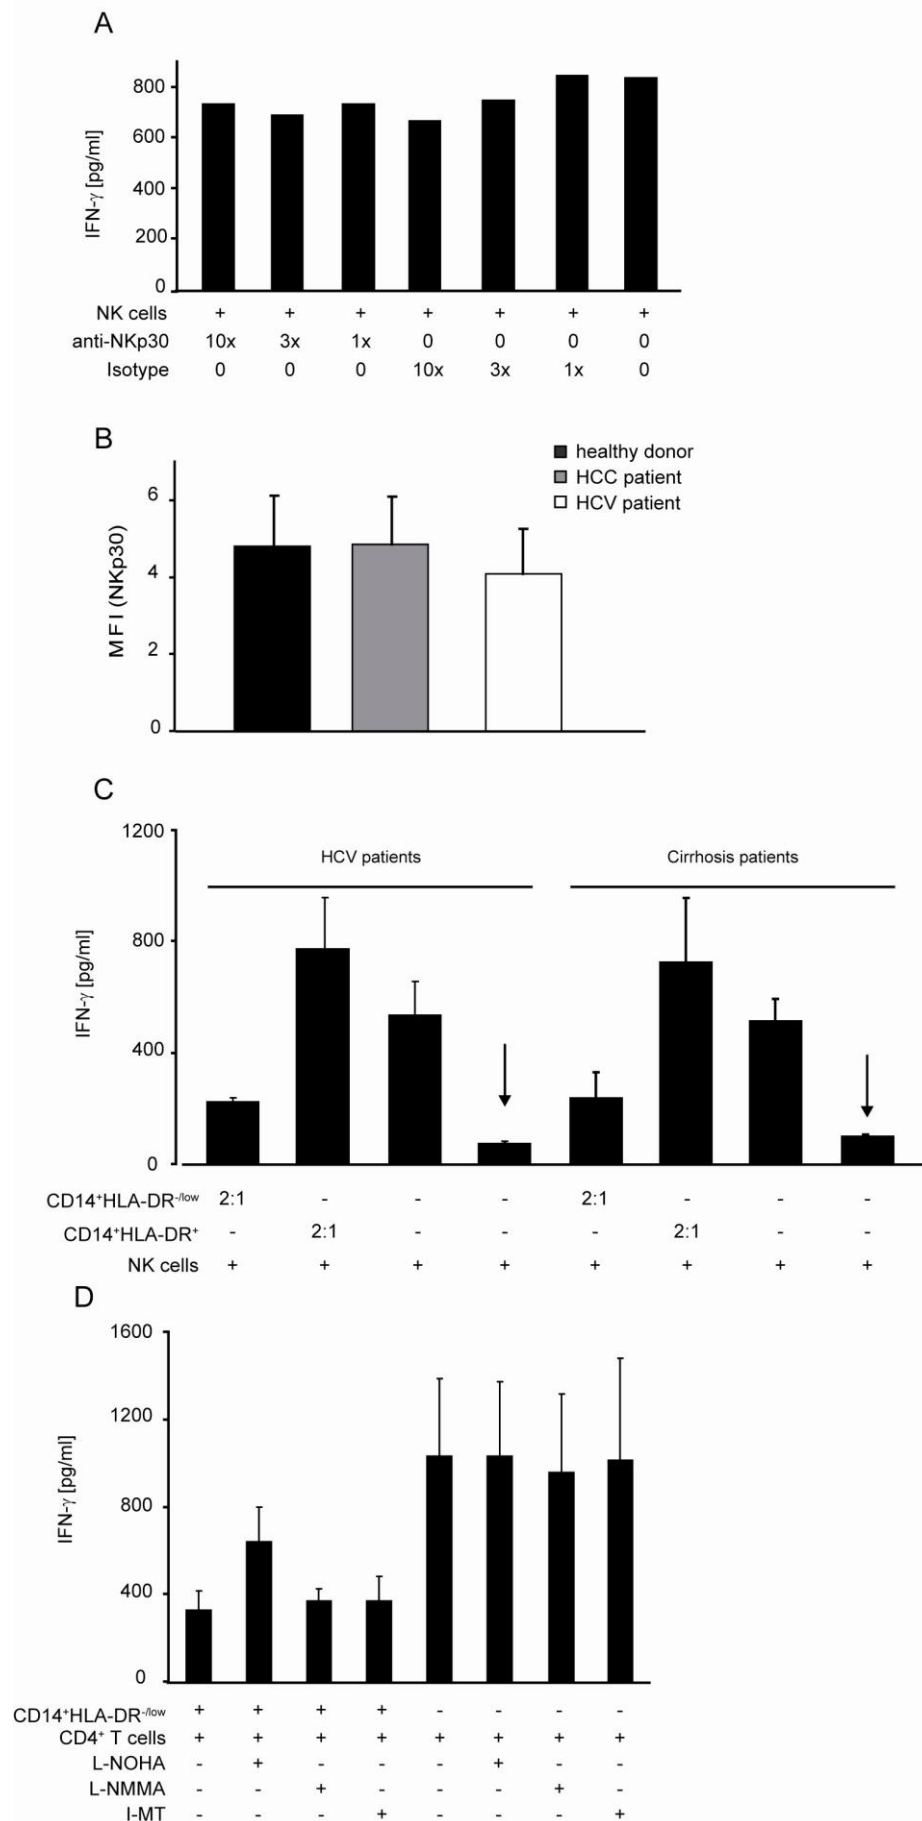 A
800
600
400
200
0
IFN-γ [pg/ml]
NK cells + + + + + + +
anti-NKp30 10x 3x 1x 0 0 0 0
Isotype 0 0 0 10x 3x 1x 0
B
healthy donor
HCC patient
HCV patient
6
4
2
0
MFI (NKp30)
C
1200
800
400
0
IFN-γ [pg/ml]
HCV patients Cirrhosis patients
CD14⁺HLA-DR⁻/ˡᵒʷ 2:1 - - - 2:1 - - -
CD14⁺HLA-DR⁺ - 2:1 - - - 2:1 - -
NK cells + + + + + + + +
D
1600
1200
800
400
0
IFN-γ [pg/ml]
CD14⁺HLA-DR⁻/ˡᵒʷ + + + + - - - -
CD4⁺ T cells + + + + + + + +
L-NOHA - + - - - + - -
L-NMMA - - + - - - + -
I-MT - - - + - - - +